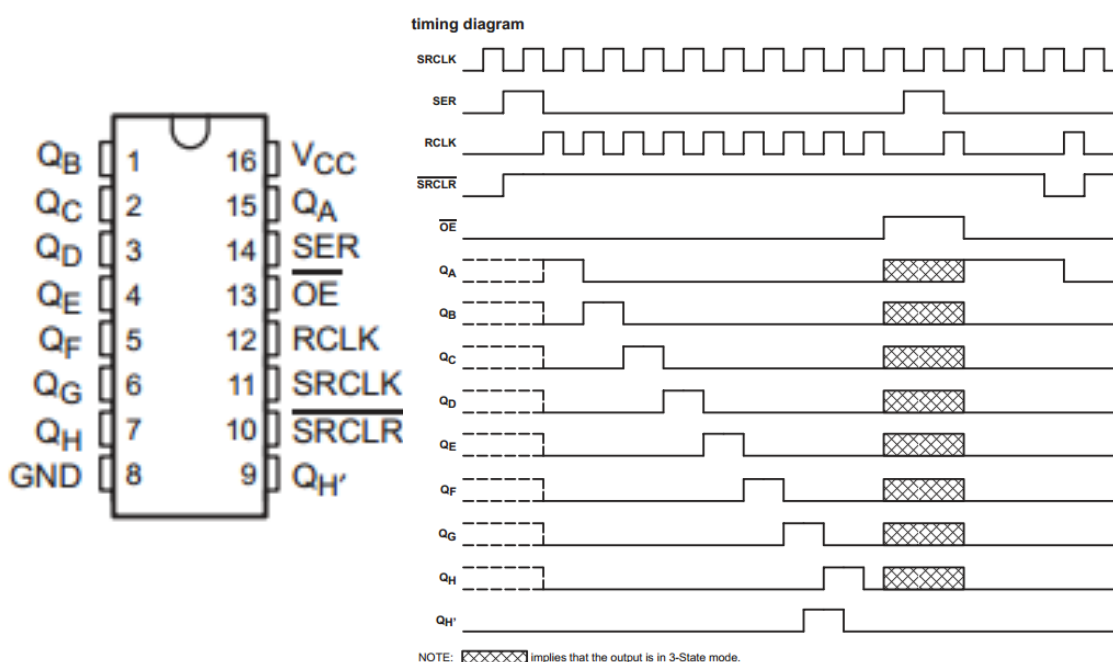 timing diagram
QB 1 16 VCC
QC 2 15 QA
QD 3 14 SER
QE 4 13 OE
QF 5 12 RCLK
QG 6 11 SRCLK
QH 7 10 SRCLR
GND 8 9 QH'
SRCLK
SER
RCLK
SRCLR
OE
QA
QB
QC
QD
QE
QF
QG
QH
QH'
NOTE: implies that the output is in 3-State mode.